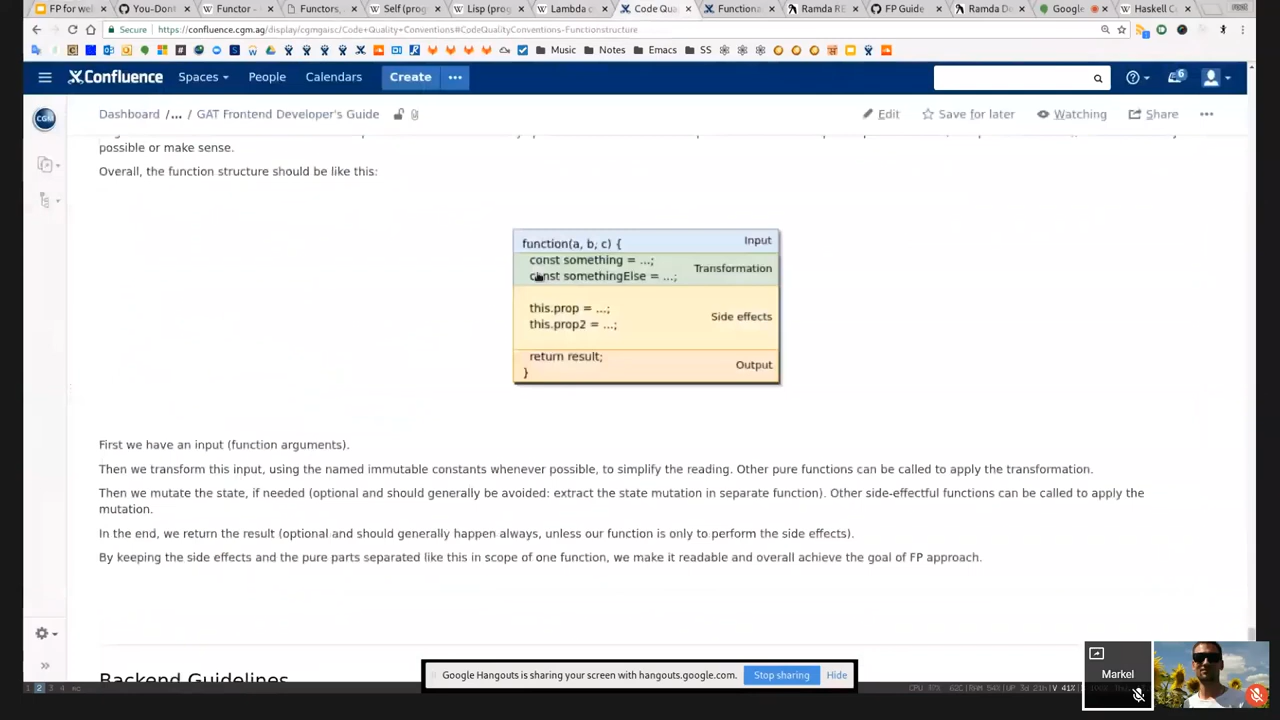 FP for wel
You-Dont
Functor -
Functors,
Self (prog
Lisp (prog
Lambda c
Code Qua
Functiona
Ramda RE
FP Guide
Ramda Do
Google
Haskell C
Secure
https://confluence.cgm.ag/display/cgmgaisc/Code+Quality+Conventions#CodeQualityConventions-Functionstructure
Music
Notes
Emacs
SS
Confluence
Spaces
People
Calendars
Create
6
CGM
Dashboard /... / GAT Frontend Developer's Guide
Edit
Save for later
Watching
Share
possible or make sense.
Overall, the function structure should be like this:
function(a, b, c) {
Input
const something = ...;
Transformation
const somethingElse = ...;
this.prop = ...;
Side effects
this.prop2 = ...;
return result;
Output
}
First we have an input (function arguments).
Then we transform this input, using the named immutable constants whenever possible, to simplify the reading. Other pure functions can be called to apply the transformation.
Then we mutate the state, if needed (optional and should generally be avoided: extract the state mutation in separate function). Other side-effectful functions can be called to apply the
mutation.
In the end, we return the result (optional and should generally happen always, unless our function is only to perform the side effects).
By keeping the side effects and the pure parts separated like this in scope of one function, we make it readable and overall achieve the goal of FP approach.
Backend Guidelines
Google Hangouts is sharing your screen with hangouts.google.com.
Stop sharing
Hide
Markel
1 2 3 4 mc